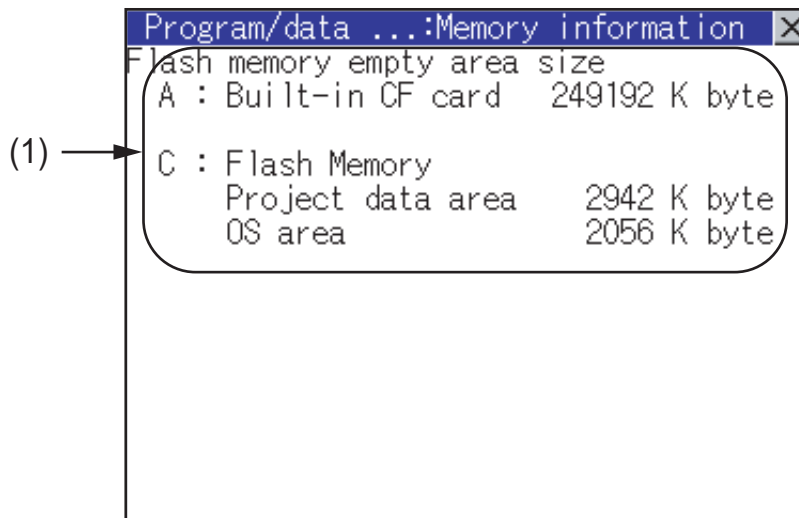 Program/data ...:Memory information ×
Flash memory empty area size
A : Built-in CF card 249192 K byte
(1)
C : Flash Memory
Project data area 2942 K byte
OS area 2056 K byte